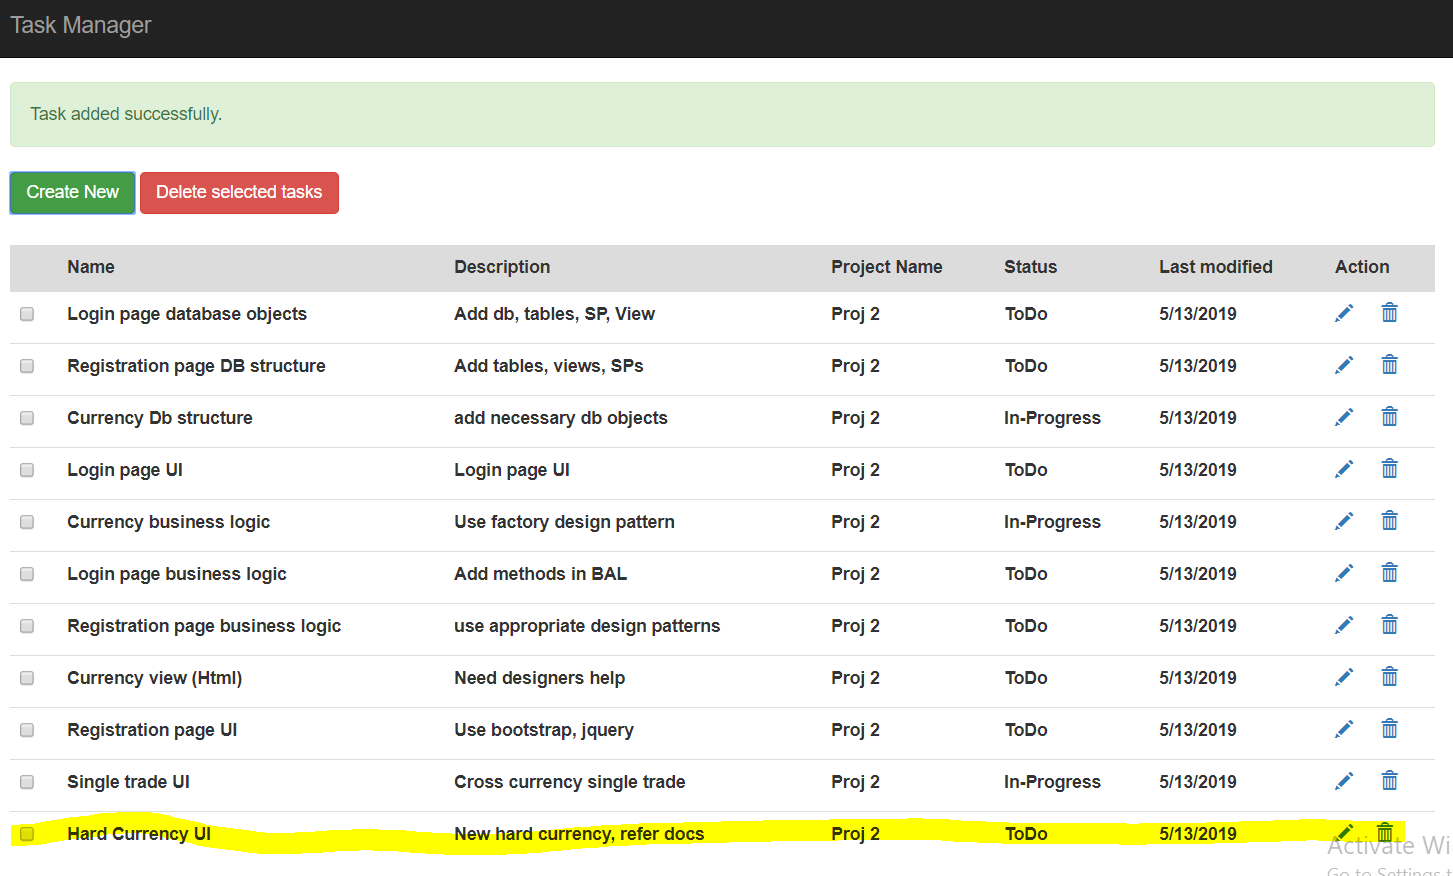 Task Manager
Task added successfully.
Create New Delete selected tasks
Name Description Project Name Status Last modified Action
Login page database objects Add db, tables, SP, View Proj 2 ToDo 5/13/2019
Registration page DB structure Add tables, views, SPs Proj 2 ToDo 5/13/2019
Currency Db structure add necessary db objects Proj 2 In-Progress 5/13/2019
Login page UI Login page UI Proj 2 ToDo 5/13/2019
Currency business logic Use factory design pattern Proj 2 In-Progress 5/13/2019
Login page business logic Add methods in BAL Proj 2 ToDo 5/13/2019
Registration page business logic use appropriate design patterns Proj 2 ToDo 5/13/2019
Currency view (Html) Need designers help Proj 2 ToDo 5/13/2019
Registration page UI Use bootstrap, jquery Proj 2 ToDo 5/13/2019
Single trade UI Cross currency single trade Proj 2 In-Progress 5/13/2019
Hard Currency UI New hard currency, refer docs Proj 2 ToDo 5/13/2019
Activate Wi
Go to Settings t